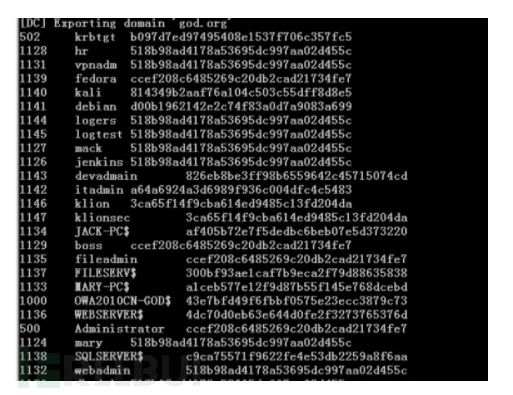 [DC] Exporting domain 'god.org'
502 krbtgt b097d7ed97495408e1537f706c357fc5
1128 hr 518b98ad4178a53695dc997aa02d455c
1131 vpnadm 518b98ad4178a53695dc997aa02d455c
1139 fedora ccef208c6485269c20db2cad21734fe7
1140 kali 814349b2aaf76a104c503c55dff8d8e5
1141 debian d00b1962142e2c74f83a0d7a9083a699
1144 logers 518b98ad4178a53695dc997aa02d455c
1145 logtest 518b98ad4178a53695dc997aa02d455c
1127 mack 518b98ad4178a53695dc997aa02d455c
1126 jenkins 518b98ad4178a53695dc997aa02d455c
1143 devadmain 826eb8be3ff98b6559642c45715074cd
1142 itadmin a64a6924a3d6989f936c004dfc4c5483
1146 klion 3ca65f14f9cba614ed9485c13fd204da
1147 klionsec 3ca65f14f9cba614ed9485c13fd204da
1134 JACK-PC$ af405b72e7f5dedbc6beb07e5d373220
1129 boss ccef208c6485269c20db2cad21734fe7
1135 fileadmin ccef208c6485269c20db2cad21734fe7
1137 FILESERV$ 300bf93ae1caf7b9eca2f79d88635838
1133 MARY-PC$ a1ceb577e12f9d87b55f145e768dcebd
1000 OWA2010CN-GOD$ 43e7bfd49f6fbbf0575e23ecc3879c73
1136 WEBSERVER$ 4dc70d0eb63e644d0fe2f3273765376d
500 Administrator ccef208c6485269c20db2cad21734fe7
1124 mary 518b98ad4178a53695dc997aa02d455c
1138 SQLSERVER$ c9ca75571f9622fe4e53db2259a8f6aa
1132 webadmin 518b98ad4178a53695dc997aa02d455c